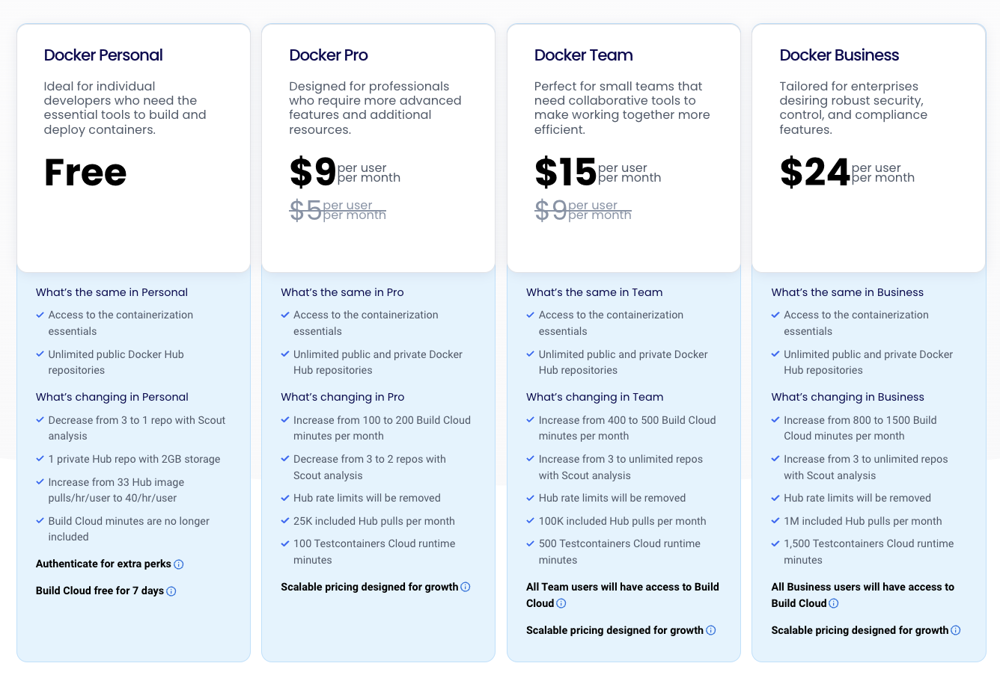 Docker Personal
Ideal for individual
developers who need the
essential tools to build and
deploy containers.
Free
What's the same in Personal
Access to the containerization
essentials
Unlimited public Docker Hub
repositories
What's changing in Personal
Decrease from 3 to 1 repo with Scout
analysis
1 private Hub repo with 2GB storage
Increase from 33 Hub image
pulls/hr/user to 40/hr/user
Build Cloud minutes are no longer
included
Authenticate for extra perks
Build Cloud free for 7 days
Docker Pro
Designed for professionals
who require more advanced
features and additional
resources.
$9 per user
per month
$5 per user
per month
What's the same in Pro
Access to the containerization
essentials
Unlimited public and private Docker
Hub repositories
What's changing in Pro
Increase from 100 to 200 Build Cloud
minutes per month
Decrease from 3 to 2 repos with
Scout analysis
Hub rate limits will be removed
25K included Hub pulls per month
100 Testcontainers Cloud runtime
minutes
Scalable pricing designed for growth
Docker Team
Perfect for small teams that
need collaborative tools to
make working together more
efficient.
$15 per user
per month
$9 per user
per month
What's the same in Team
Access to the containerization
essentials
Unlimited public and private Docker
Hub repositories
What's changing in Team
Increase from 400 to 500 Build Cloud
minutes per month
Increase from 3 to unlimited repos
with Scout analysis
Hub rate limits will be removed
100K included Hub pulls per month
500 Testcontainers Cloud runtime
minutes
All Team users will have access to Build
Cloud
Scalable pricing designed for growth
Docker Business
Tailored for enterprises
desiring robust security,
control, and compliance
features.
$24 per user
per month
What's the same in Business
Access to the containerization
essentials
Unlimited public and private Docker
Hub repositories
What's changing in Business
Increase from 800 to 1500 Build
Cloud minutes per month
Increase from 3 to unlimited repos
with Scout analysis
Hub rate limits will be removed
1M included Hub pulls per month
1,500 Testcontainers Cloud runtime
minutes
All Business users will have access to
Build Cloud
Scalable pricing designed for growth